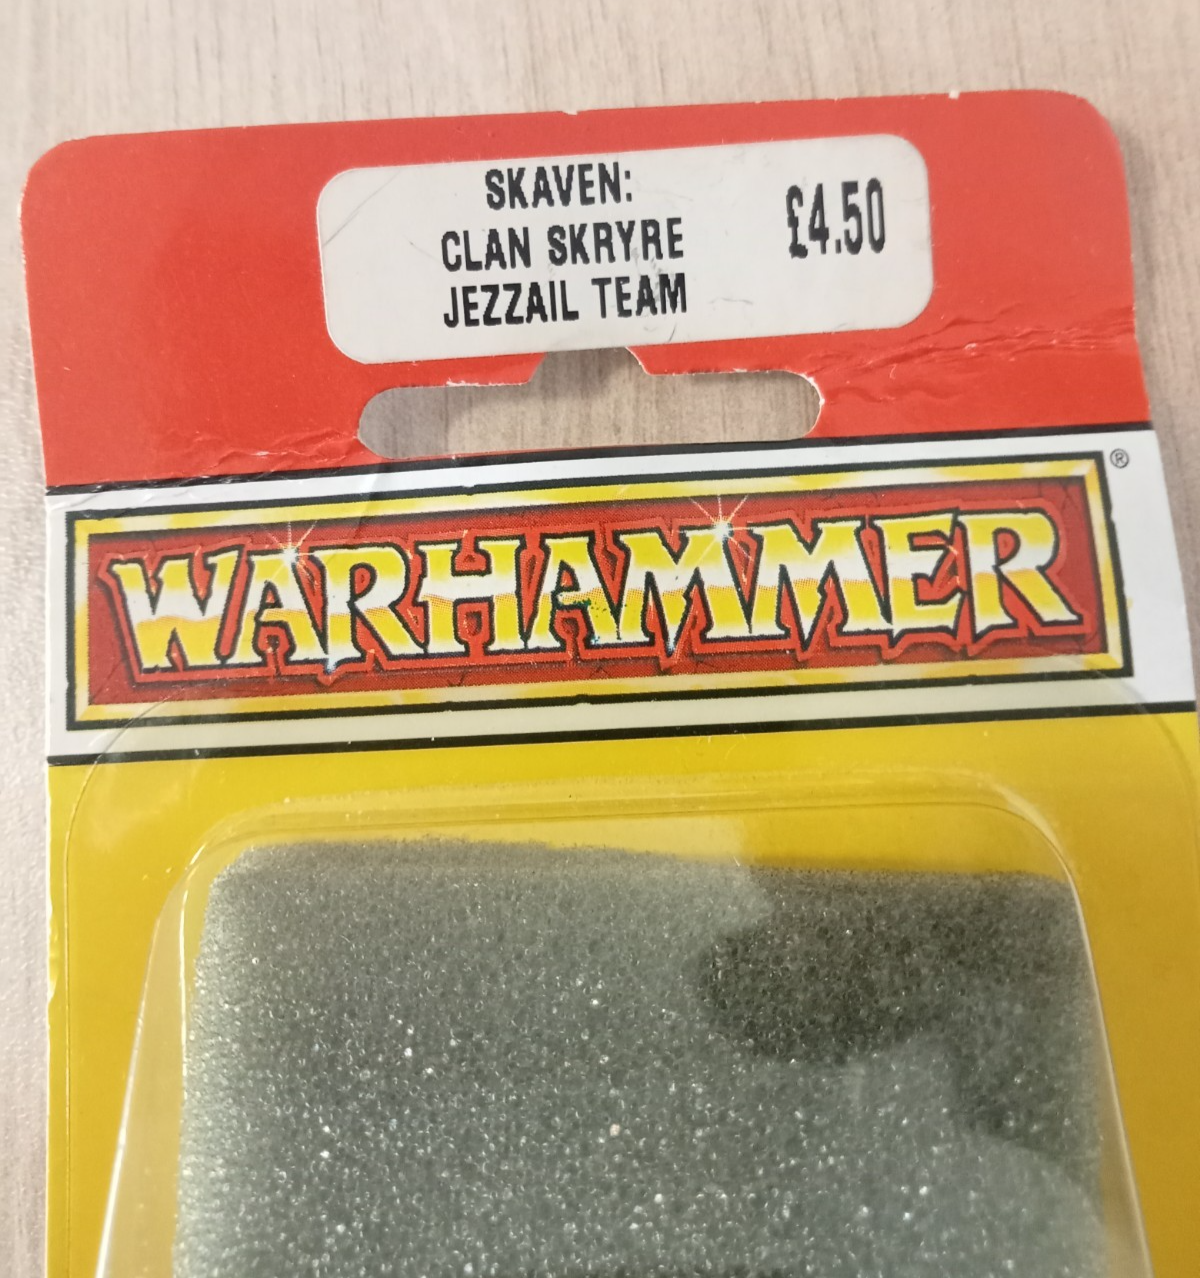 SKAVEN:
CLAN SKRYRE
JEZZAIL TEAM
£4.50
WARHAMMER
®